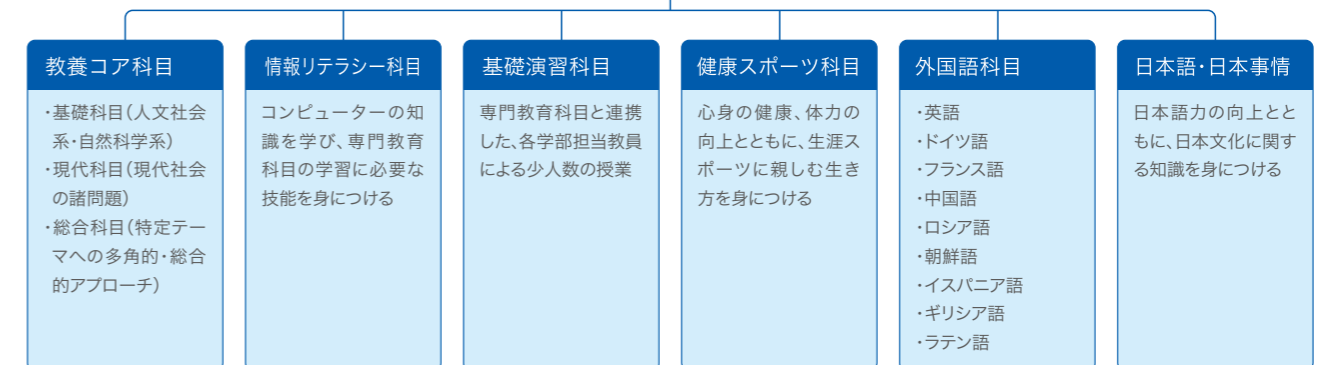 教養コア科目
・基礎科目(人文社会
系・自然科学系)
・現代科目(現代社会
の諸問題)
・総合科目(特定テー
マへの多角的・総合
的アプローチ)
情報リテラシー科目
コンピューターの知
識を学び、専門教育
科目の学習に必要な
技能を身につける
基礎演習科目
専門教育科目と連携
した、各学部担当教員
による少人数の授業
健康スポーツ科目
心身の健康、体力の
向上とともに、生涯ス
ポーツに親しむ生き
方を身につける
外国語科目
・英語
・ドイツ語
・フランス語
・中国語
・ロシア語
・朝鮮語
・イスパニア語
・ギリシア語
・ラテン語
日本語・日本事情
日本語力の向上とと
もに、日本文化に関す
る知識を身につける